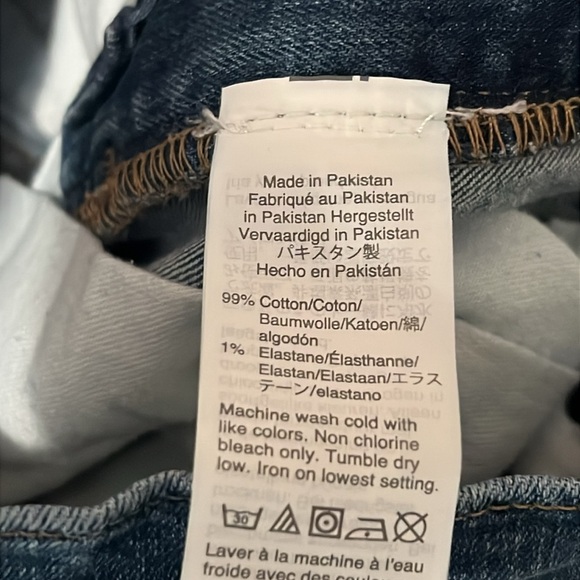 Made in Pakistan
Fabriqué au Pakistan
in Pakistan Hergestellt
Vervaardigd in Pakistan
パキスタン製
Hecho en Pakistán
99% Cotton/Coton/
Baumwolle/Katoen/綿/
algodón
1% Elastane/Élasthanne/
Elastan/Elastaan/エラス
テーン/elastano
Machine wash cold with
like colors. Non chlorine
bleach only. Tumble dry
low. Iron on lowest setting.
30
Laver à la machine à l'eau
froide avec des